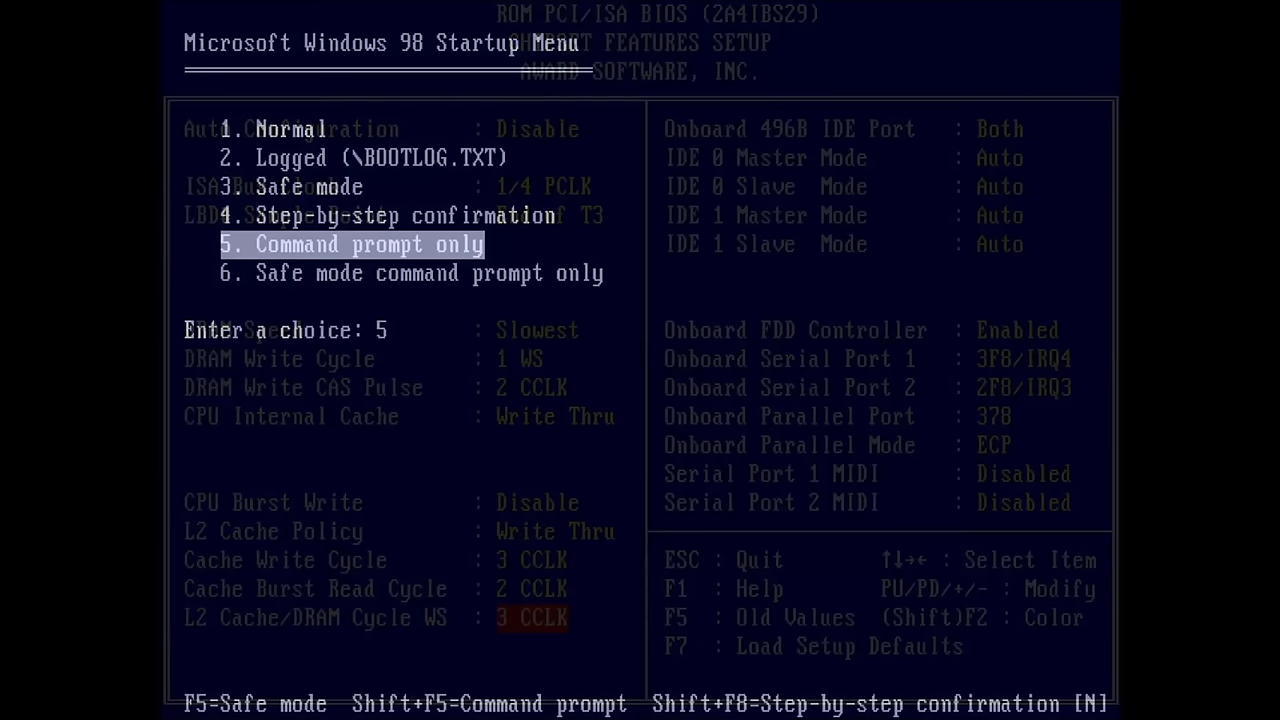 ROM PCI/ISA BIOS (2A4IBS29)
Microsoft Windows 98 Startup Menu
FEATURES SETUP
AWARD SOFTWARE, INC.
1. Normal
2. Logged (\BOOTLOG.TXT)
3. Safe mode
4. Step-by-step confirmation
5. Command prompt only
6. Safe mode command prompt only
Enter a choice: 5
: Disable
: 1/4 PCLK
of T3
: Slowest
DRAM Write Cycle : 1 WS
DRAM Write CAS Pulse : 2 CCLK
CPU Internal Cache : Write Thru
CPU Burst Write : Disable
L2 Cache Policy : Write Thru
Cache Write Cycle : 3 CCLK
Cache Burst Read Cycle : 2 CCLK
L2 Cache/DRAM Cycle WS : 3 CCLK
Onboard 496B IDE Port : Both
IDE 0 Master Mode : Auto
IDE 0 Slave Mode : Auto
IDE 1 Master Mode : Auto
IDE 1 Slave Mode : Auto
Onboard FDD Controller : Enabled
Onboard Serial Port 1 : 3F8/IRQ4
Onboard Serial Port 2 : 2F8/IRQ3
Onboard Parallel Port : 378
Onboard Parallel Mode : ECP
Serial Port 1 MIDI : Disabled
Serial Port 2 MIDI : Disabled
ESC : Quit ↑↓→← : Select Item
F1 : Help PU/PD/+/- : Modify
F5 : Old Values (Shift)F2 : Color
F7 : Load Setup Defaults
F5=Safe mode Shift+F5=Command prompt Shift+F8=Step-by-step confirmation [N]